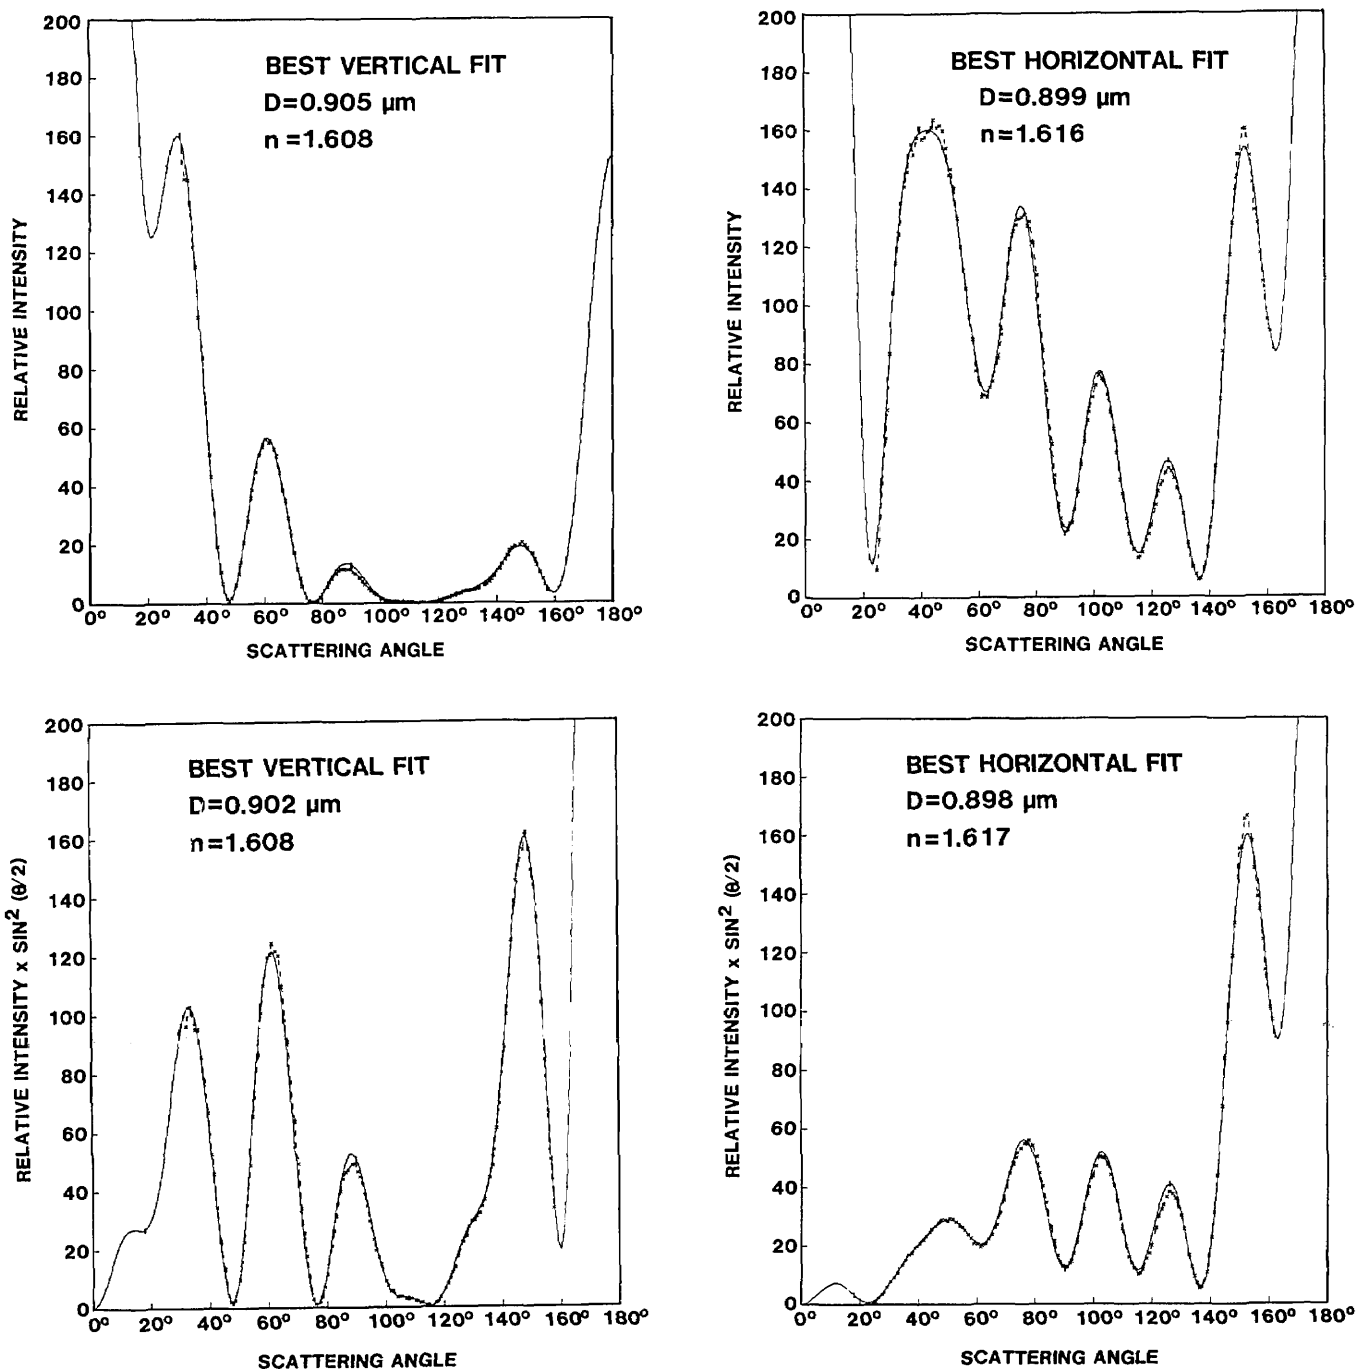 BEST VERTICAL FIT
D=0.905 μm
n =1.608
RELATIVE INTENSITY
200
180
160
140
120
100
80
60
40
20
0
0° 20° 40° 60° 80° 100° 120° 140° 160° 180°
SCATTERING ANGLE
BEST HORIZONTAL FIT
D=0.899 μm
n=1.616
RELATIVE INTENSITY
200
180
160
140
120
100
80
60
40
20
0
0° 20° 40° 60° 80° 100° 120° 140° 160° 180°
SCATTERING ANGLE
BEST VERTICAL FIT
D=0.902 μm
n=1.608
RELATIVE INTENSITY x SIN² (θ/2)
200
180
160
140
120
100
80
60
40
20
0
0° 20° 40° 60° 80° 100° 120° 140° 160° 180°
SCATTERING ANGLE
BEST HORIZONTAL FIT
D=0.898 μm
n=1.617
RELATIVE INTENSITY x SIN² (θ/2)
200
180
160
140
120
100
80
60
40
20
0
0° 20° 40° 60° 80° 100° 120° 140° 160° 180°
SCATTERING ANGLE